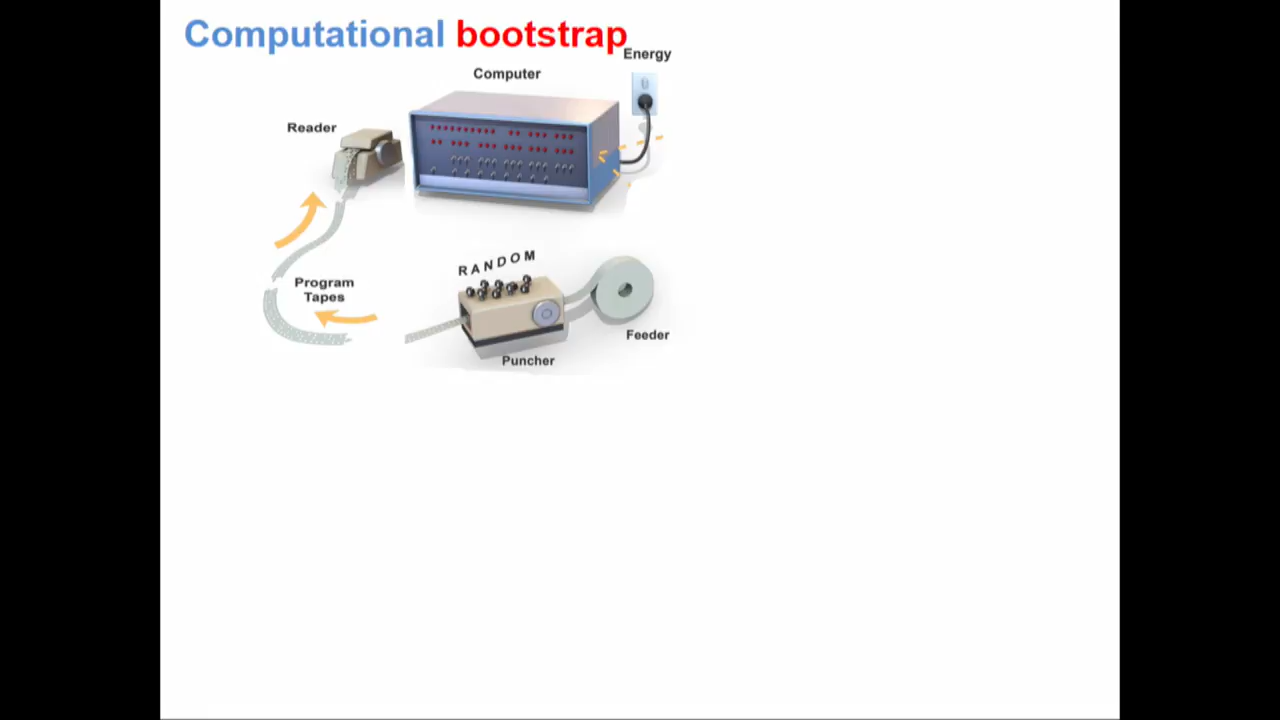 Computational bootstrap
Energy
Computer
Reader
RANDOM
Program
Tapes
Feeder
Puncher